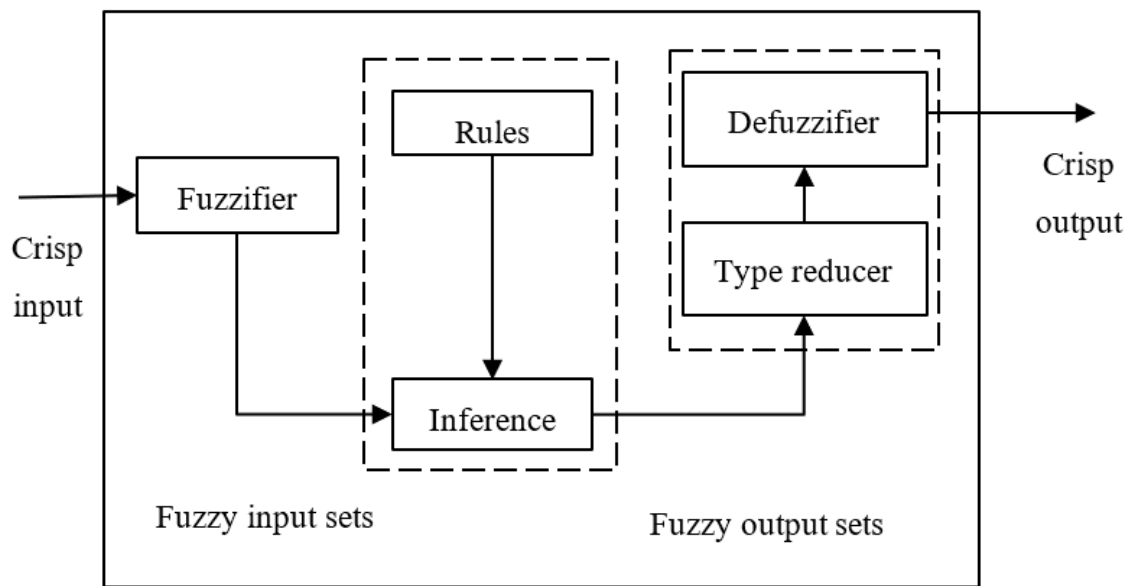 Crisp
input
Fuzzifier
Rules
Inference
Defuzzifier
Type reducer
Crisp
output
Fuzzy input sets
Fuzzy output sets